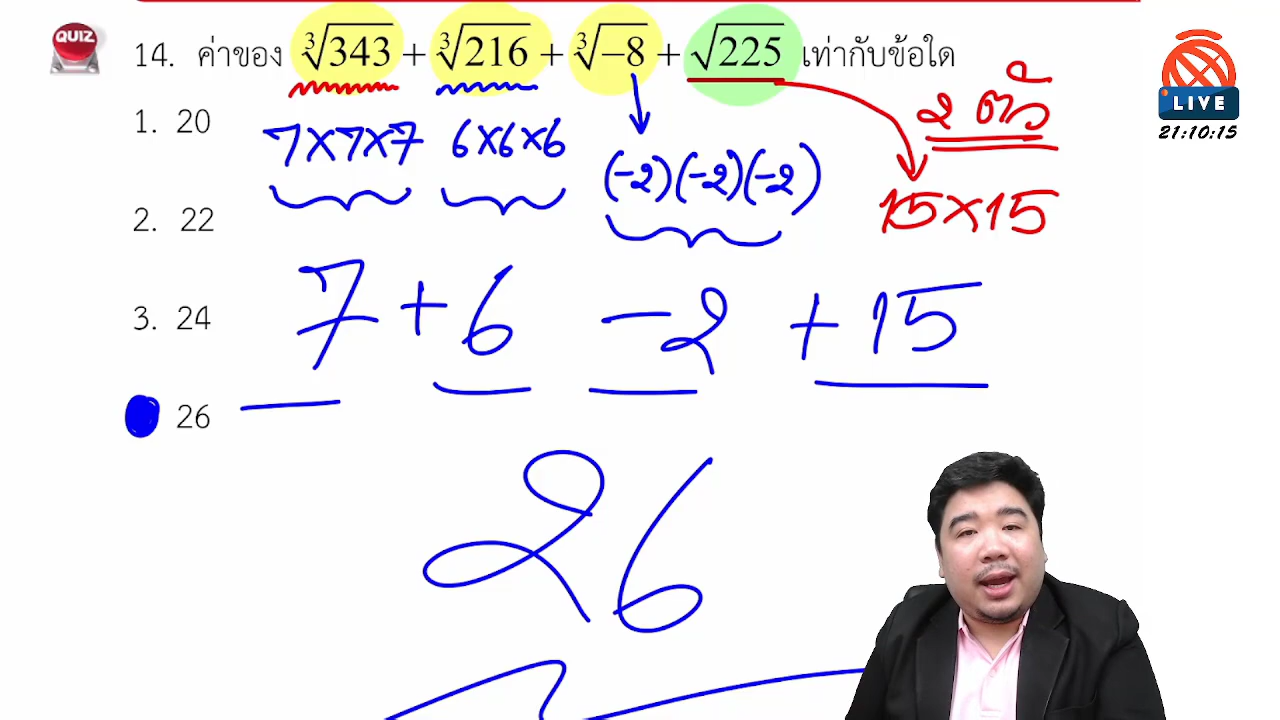 QUIZ
14. ค่าของ ∛343 + ∛216 + ∛−8 + √225 เท่ากับข้อใด
LIVE
21:10:15
2 ตัว
1. 20
7×7×7 6×6×6 (−2)(−2)(−2)
15×15
2. 22
7 + 6 − 2 + 15
3. 24
26
26